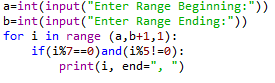 a=int(input("Enter Range Beginning:"))
b=int(input("Enter Range Ending:"))
for i in range (a,b+1,1):
    if(i%7==0)and(i%5!=0):
        print(i, end=", ")